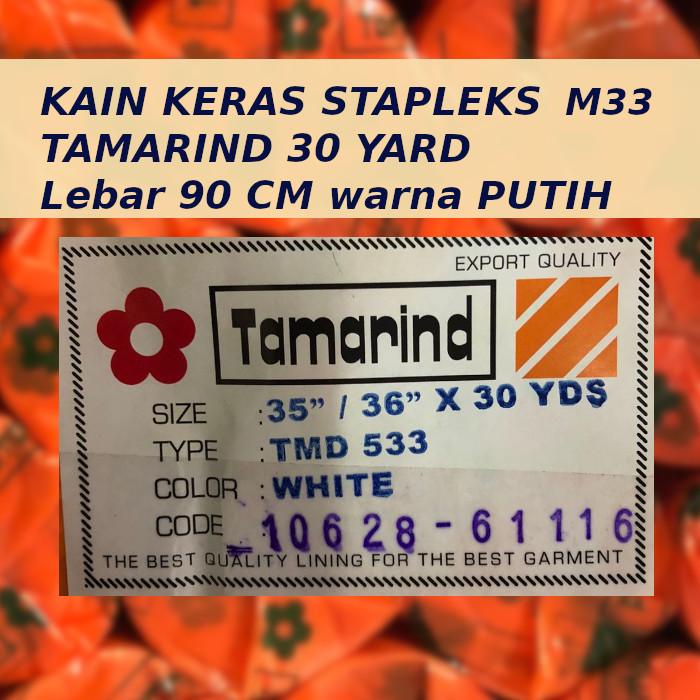 KAIN KERAS STAPLEKS M33
TAMARIND 30 YARD
Lebar 90 CM warna PUTIH
EXPORT QUALITY
Tamarind
SIZE : 35” / 36” X 30 YDS
TYPE : TMD 533
COLOR : WHITE
CODE : 10628-61116
THE BEST QUALITY LINING FOR THE BEST GARMENT